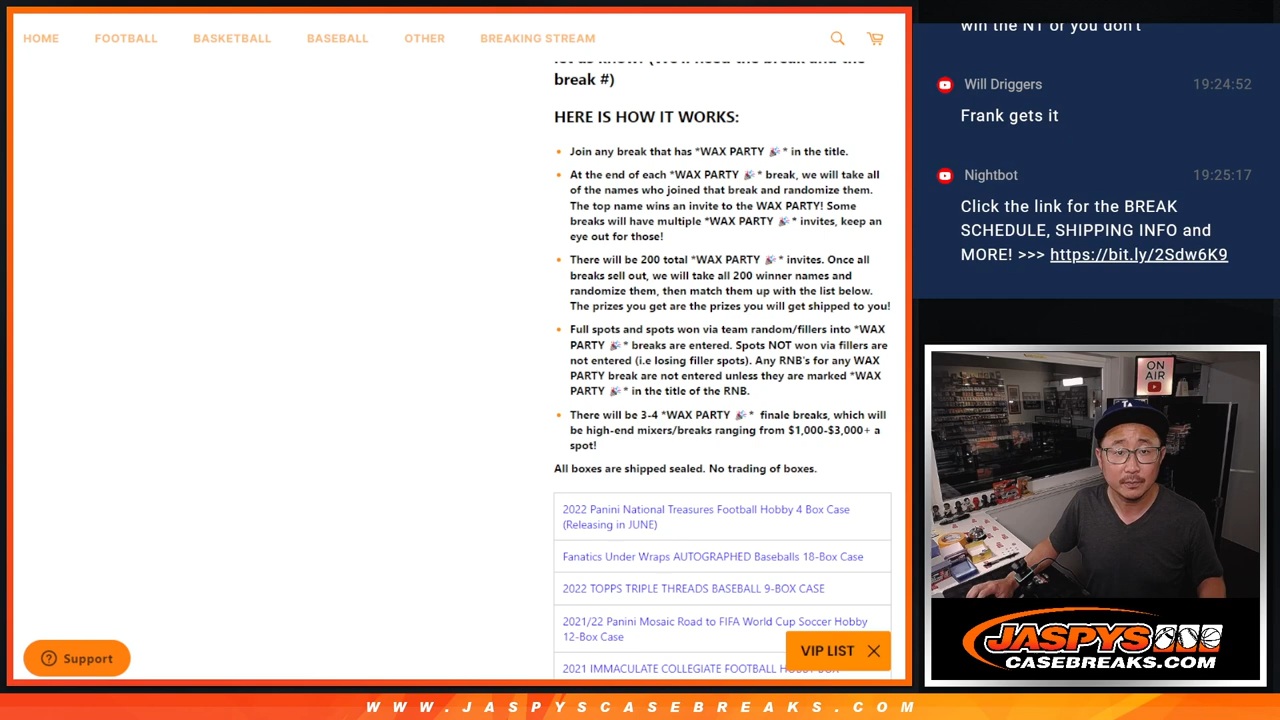 HOME FOOTBALL BASKETBALL BASEBALL OTHER BREAKING STREAM
break #)
HERE IS HOW IT WORKS:
Join any break that has *WAX PARTY 🎉 * in the title.
At the end of each *WAX PARTY 🎉 * break, we will take all
of the names who joined that break and randomize them.
The top name wins an invite to the WAX PARTY! Some
breaks will have multiple *WAX PARTY 🎉 * invites, keep an
eye out for those!
There will be 200 total *WAX PARTY 🎉 * invites. Once all
breaks sell out, we will take all 200 winner names and
randomize them, then match them up with the list below.
The prizes you get are the prizes you will get shipped to you!
Full spots and spots won via team random/fillers into *WAX
PARTY 🎉 * breaks are entered. Spots NOT won via fillers are
not entered (i.e losing filler spots). Any RNB's for any WAX
PARTY break are not entered unless they are marked *WAX
PARTY 🎉 * in the title of the RNB.
There will be 3-4 *WAX PARTY 🎉 * finale breaks, which will
be high-end mixers/breaks ranging from $1,000-$3,000+ a
spot!
All boxes are shipped sealed. No trading of boxes.
2022 Panini National Treasures Football Hobby 4 Box Case
(Releasing in JUNE)
Fanatics Under Wraps AUTOGRAPHED Baseballs 18-Box Case
2022 TOPPS TRIPLE THREADS BASEBALL 9-BOX CASE
2021/22 Panini Mosaic Road to FIFA World Cup Soccer Hobby
12-Box Case
2021 IMMACULATE COLLEGIATE FOOTBALL
Support
VIP LIST
win the NT or you don't
Will Driggers 19:24:52
Frank gets it
Nightbot 19:25:17
Click the link for the BREAK
SCHEDULE, SHIPPING INFO and
MORE! >>> https://bit.ly/2Sdw6K9
ON
AIR
JASPYS
CASEBREAKS.COM
WWW.JASPYSCASEBREAKS.COM